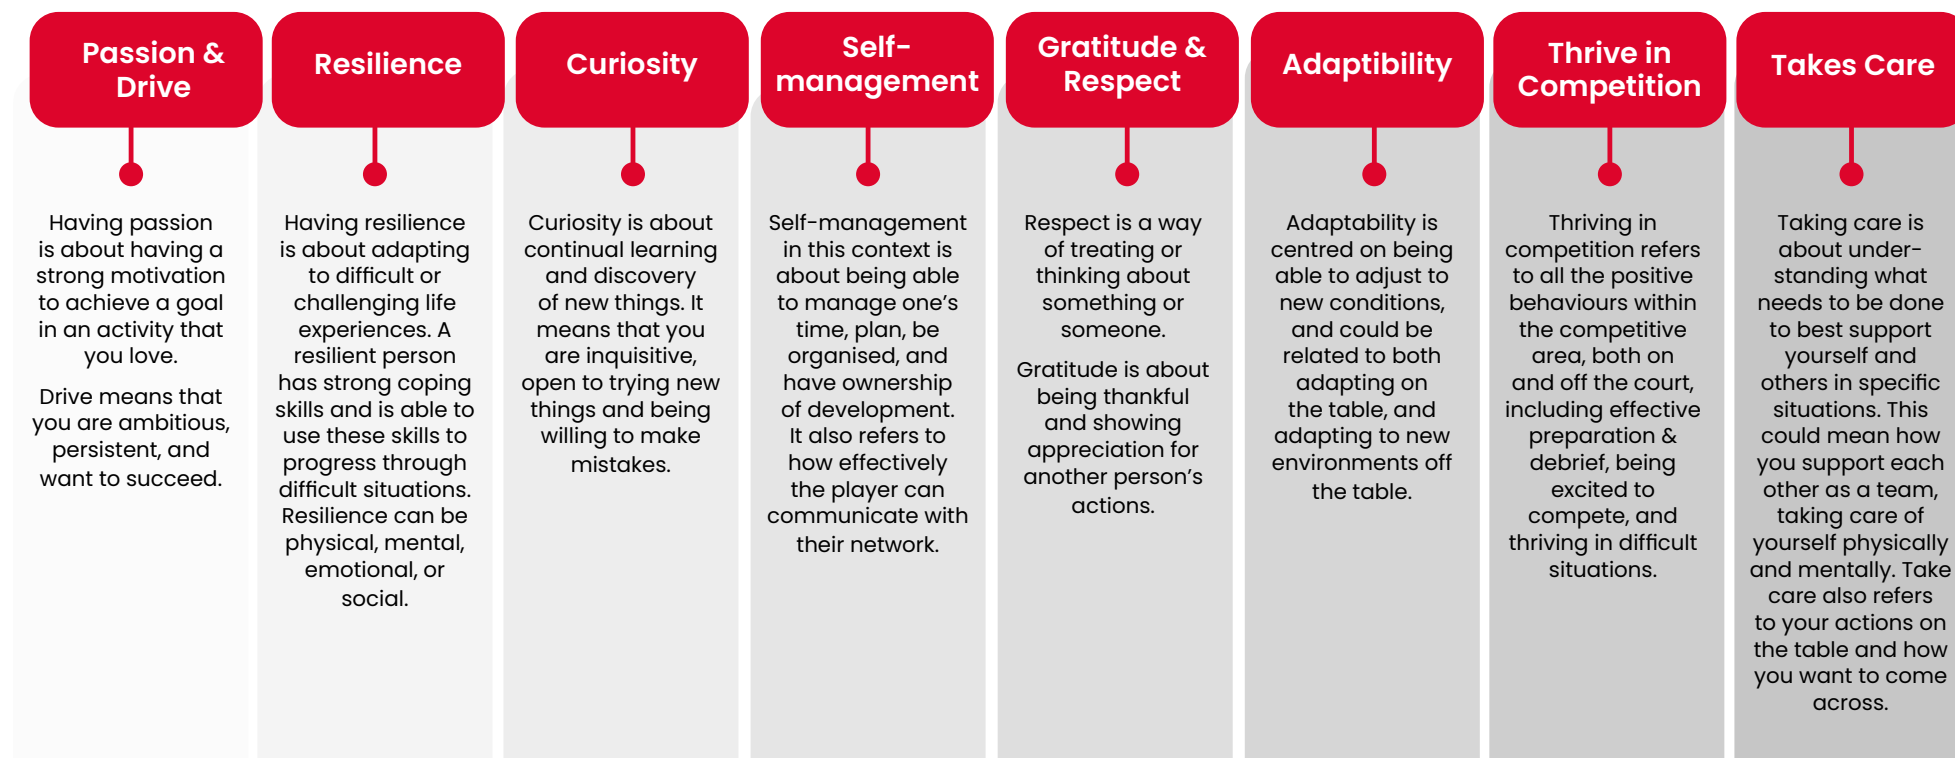 Passion &
Drive
Having passion
is about having a
strong motivation
to achieve a goal
in an activity that
you love.
Drive means that
you are ambitious,
persistent, and
want to succeed.
Resilience
Having resilience
is about adapting
to difficult or
challenging life
experiences. A
resilient person
has strong coping
skills and is able to
use these skills to
progress through
difficult situations.
Resilience can be
physical, mental,
emotional, or
social.
Curiosity
Curiosity is about
continual learning
and discovery
of new things. It
means that you
are inquisitive,
open to trying new
things and being
willing to make
mistakes.
Self-
management
Self-management
in this context is
about being able
to manage one's
time, plan, be
organised, and
have ownership
of development.
It also refers to
how effectively
the player can
communicate with
their network.
Gratitude &
Respect
Respect is a way
of treating or
thinking about
something or
someone.
Gratitude is about
being thankful
and showing
appreciation for
another person's
actions.
Adaptibility
Adaptability is
centred on being
able to adjust to
new conditions,
and could be
related to both
adapting on
the table, and
adapting to new
environments off
the table.
Thrive in
Competition
Thriving in
competition refers
to all the positive
behaviours within
the competitive
area, both on
and off the court,
including effective
preparation &
debrief, being
excited to
compete, and
thriving in difficult
situations.
Takes Care
Taking care is
about under-
standing what
needs to be done
to best support
yourself and
others in specific
situations. This
could mean how
you support each
other as a team,
taking care of
yourself physically
and mentally. Take
care also refers
to your actions on
the table and how
you want to come
across.